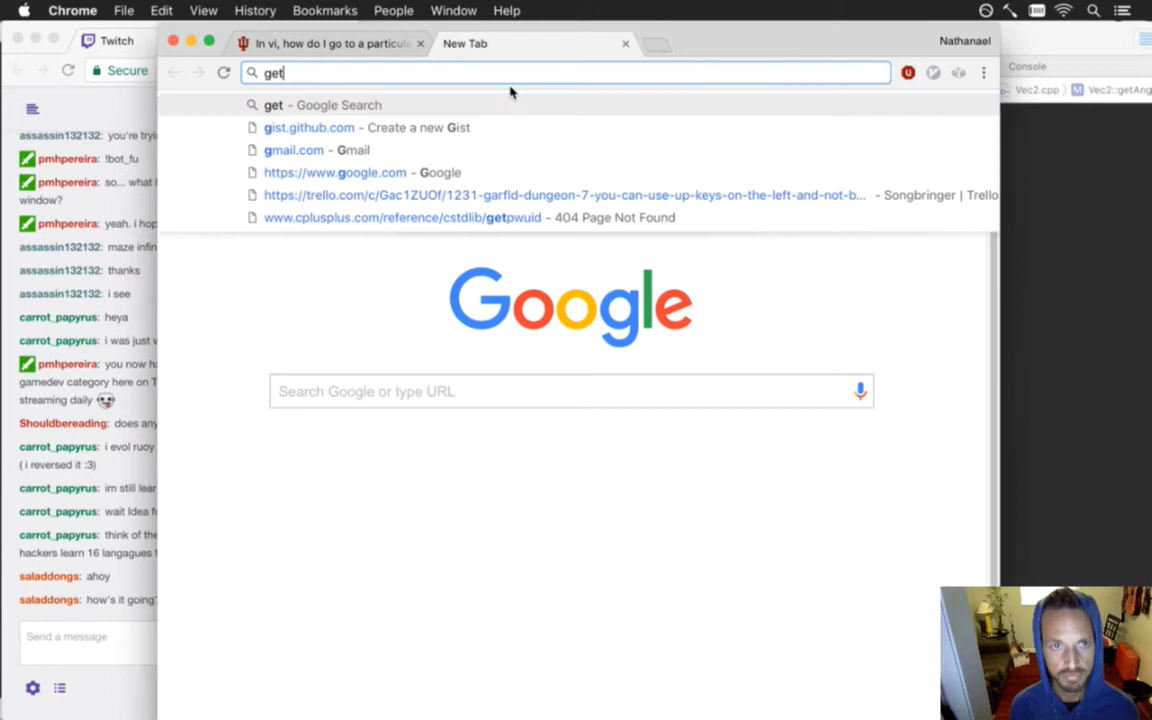 Chrome File Edit View History Bookmarks People Window Help
Twitch
In vi, how do I go to a particula
New Tab
Nathanael
Secure
get
Console
Vec2.cpp
Vec2::getAng
get - Google Search
gist.github.com - Create a new Gist
gmail.com - Gmail
https://www.google.com - Google
https://trello.com/c/Gac1ZUOf/1231-garfld-dungeon-7-you-can-use-up-keys-on-the-left-and-not-b... - Songbringer | Trello
www.cplusplus.com/reference/cstdlib/getpwuid - 404 Page Not Found
Google
Search Google or type URL
assassin132132: you're tryi
pmhpereira: !bot_fu
pmhpereira: so... what
window?
pmhpereira: yeah. i hop
assassin132132: maze infin
assassin132132: thanks
assassin132132: i see
carrot_papyrus: heya
carrot_papyrus: i was just
pmhpereira: you now h
gamedev category here on T
streaming daily
Shouldbereading: does any
carrot_papyrus: i evol ruoy
( i reversed it :3)
carrot_papyrus: im still lear
carrot_papyrus: wait Idea fo
carrot_papyrus: think of the
hackers learn 16 langagues
saladdongs: ahoy
saladdongs: how's it going?
Send a message